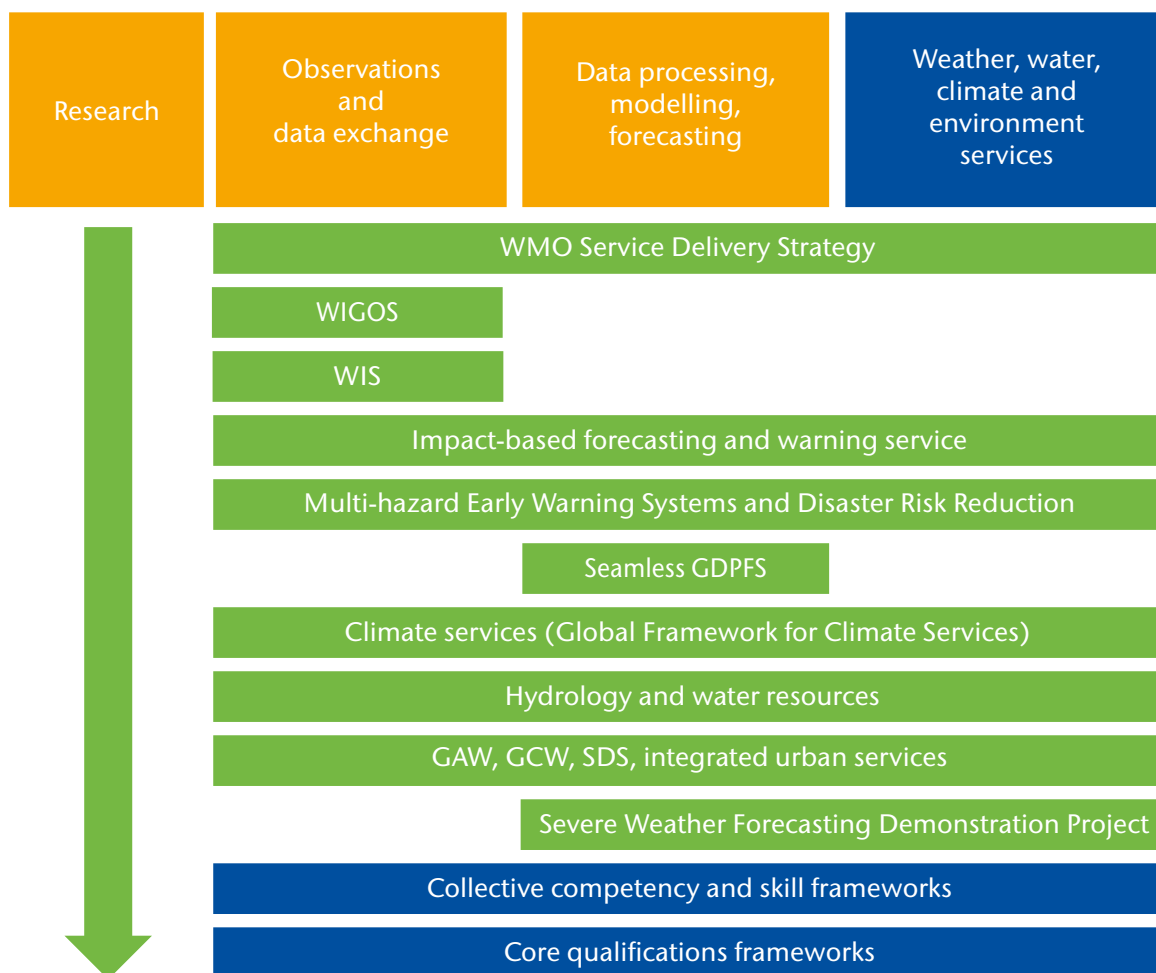 Research
Observations
and
data exchange
Data processing,
modelling,
forecasting
Weather, water,
climate and
environment
services
WMO Service Delivery Strategy
WIGOS
WIS
Impact-based forecasting and warning service
Multi-hazard Early Warning Systems and Disaster Risk Reduction
Seamless GDPFS
Climate services (Global Framework for Climate Services)
Hydrology and water resources
GAW, GCW, SDS, integrated urban services
Severe Weather Forecasting Demonstration Project
Collective competency and skill frameworks
Core qualifications frameworks